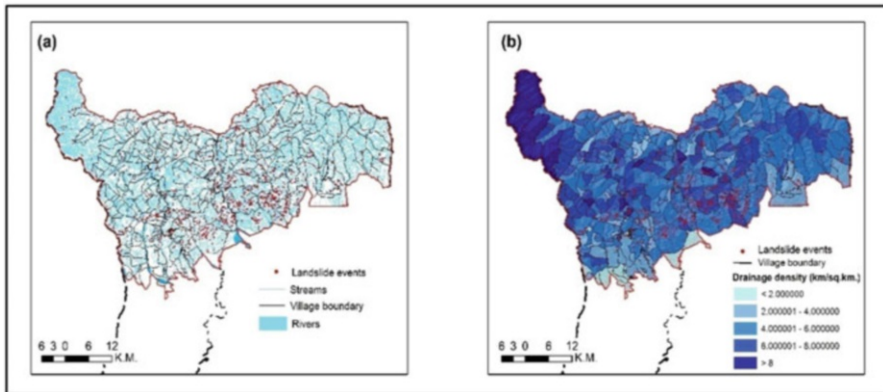 (a)
Landslide events
Streams
Village boundary
Rivers
6 3 0 6 12
K.M.
(b)
Landslide events
Village boundary
Drainage density (km/sq.km.)
< 2.000000
2.000001 - 4.000000
4.000001 - 6.000000
6.000001 - 8.000000
> 8
6 3 0 6 12
K.M.